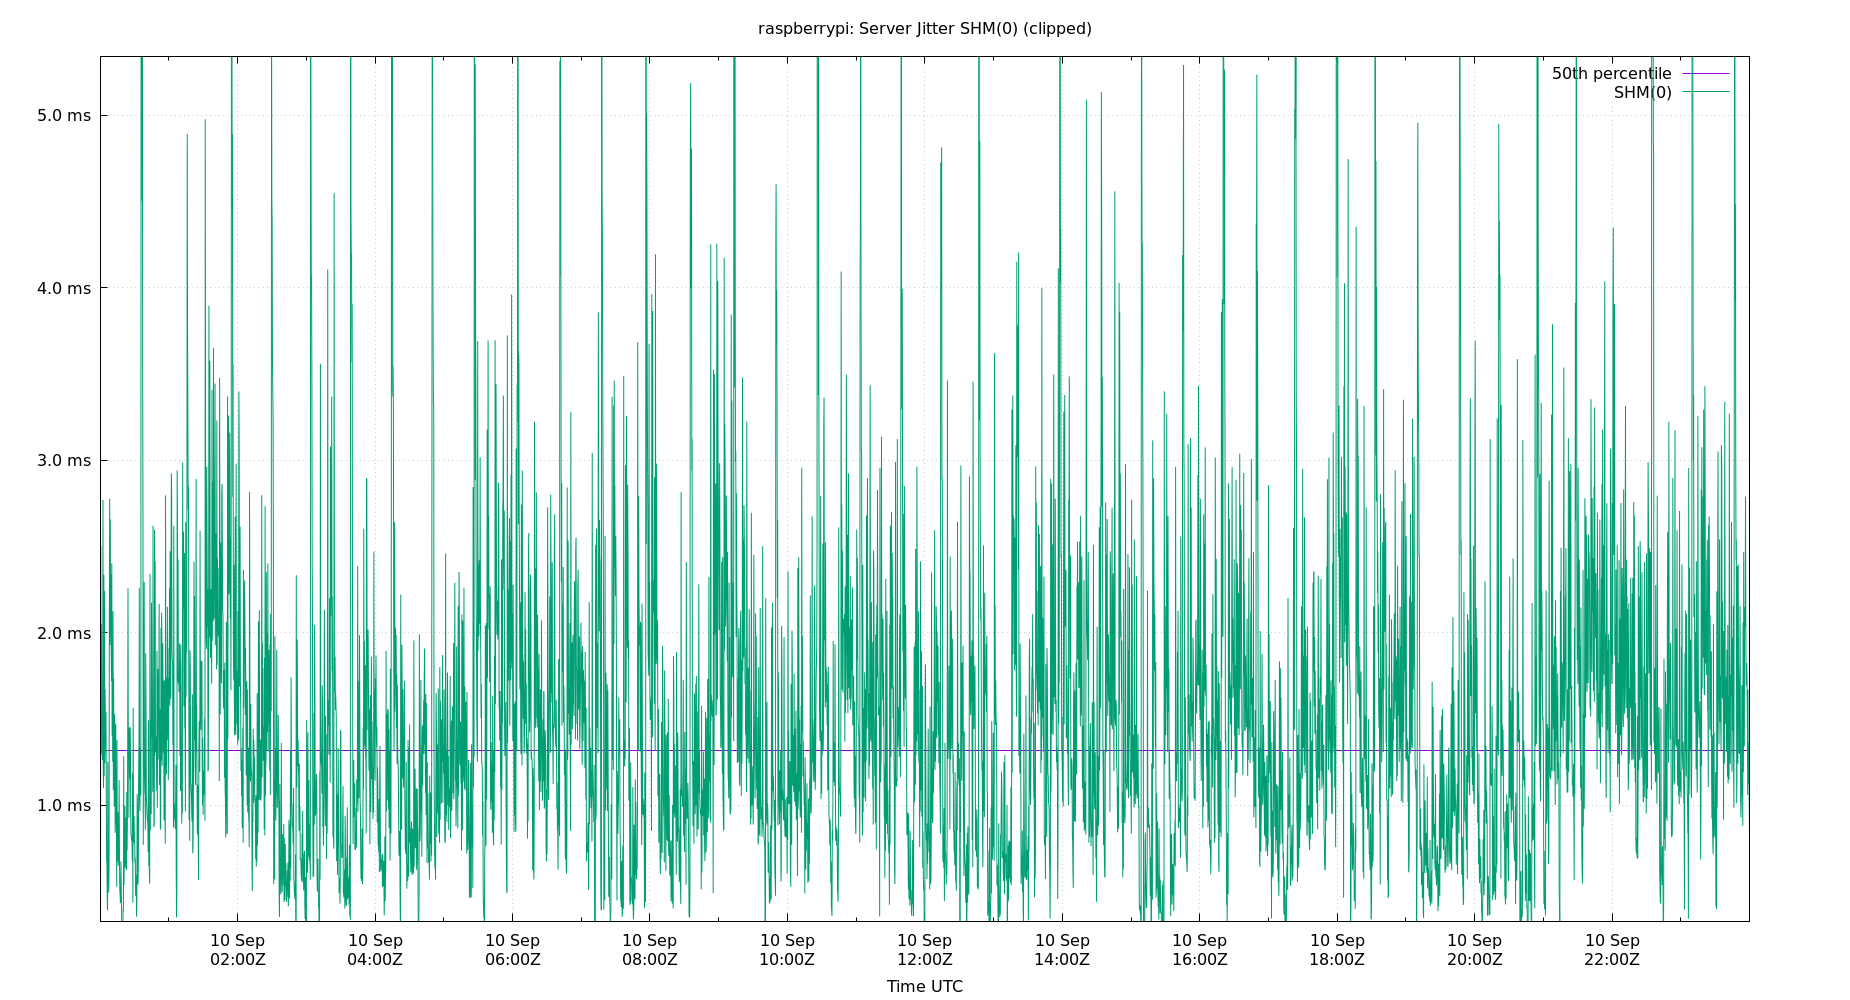 raspberrypi: Server Jitter SHM(0) (clipped)
50th percentile
SHM(0)
5.0 ms
4.0 ms
3.0 ms
2.0 ms
1.0 ms
10 Sep 10 Sep 10 Sep 10 Sep 10 Sep 10 Sep 10 Sep 10 Sep 10 Sep 10 Sep 10 Sep
02:00Z 04:00Z 06:00Z 08:00Z 10:00Z 12:00Z 14:00Z 16:00Z 18:00Z 20:00Z 22:00Z
Time UTC